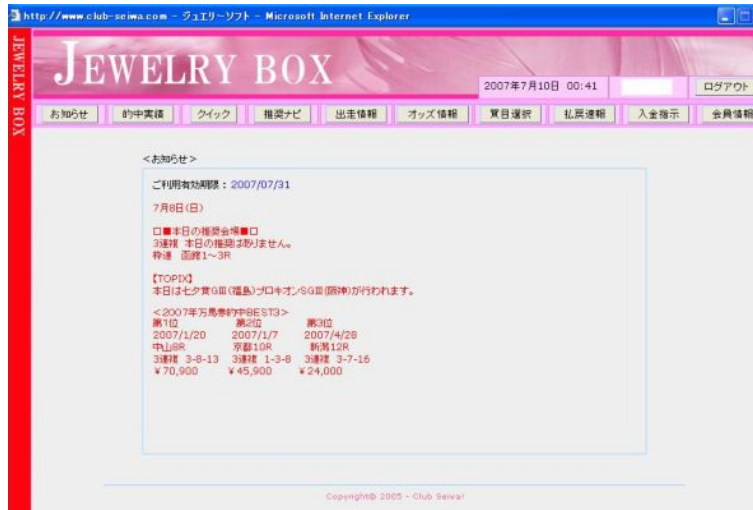 http://www.club-seiwa.com - ジュエリーソフト - Microsoft Internet Explorer
JEWELRY BOX
JEWELRY BOX
2007年7月10日 00:41
ログアウト
お知らせ 的中実績 クイック 推奨ナビ 出走情報 オッズ情報 買目選択 払戻速報 入金指示 会員情報
<お知らせ>
ご利用有効期限：2007/07/31
7月8日(日)
□■本日の推奨会場■□
3連複 本日の推奨はありません。
枠連 函館1～3R
【TOPIX】
本日は七夕賞GⅢ(福島)プロキオンSGⅢ(阪神)が行われます。
<2007年万馬券的中BEST3>
第1位 第2位 第3位
2007/1/20 2007/1/7 2007/4/28
中山8R 京都10R 新潟12R
3連複 3-8-13 3連複 1-3-8 3連複 3-7-16
￥70,900 ￥45,900 ￥24,000
Copyright© 2005 - Club Seiwa!